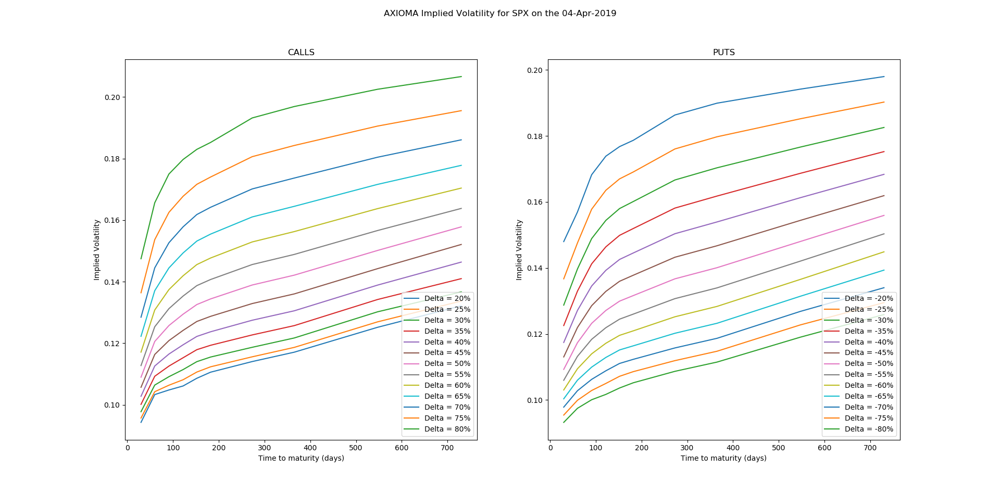 AXIOMA Implied Volatility for SPX on the 04-Apr-2019
CALLS
Implied Volatility
0.20
0.18
0.16
0.14
0.12
0.10
0 100 200 300 400 500 600 700
Time to maturity (days)
Delta = 20%
Delta = 25%
Delta = 30%
Delta = 35%
Delta = 40%
Delta = 45%
Delta = 50%
Delta = 55%
Delta = 60%
Delta = 65%
Delta = 70%
Delta = 75%
Delta = 80%
PUTS
Implied Volatility
0.20
0.18
0.16
0.14
0.12
0.10
0 100 200 300 400 500 600 700
Time to maturity (days)
Delta = -20%
Delta = -25%
Delta = -30%
Delta = -35%
Delta = -40%
Delta = -45%
Delta = -50%
Delta = -55%
Delta = -60%
Delta = -65%
Delta = -70%
Delta = -75%
Delta = -80%